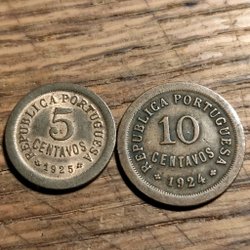 REPUBLICA PORTUGUESA
5
CENTAVOS
* 1925 *
REPUBLICA PORTUGUESA
10
CENTAVOS
* 1924 *